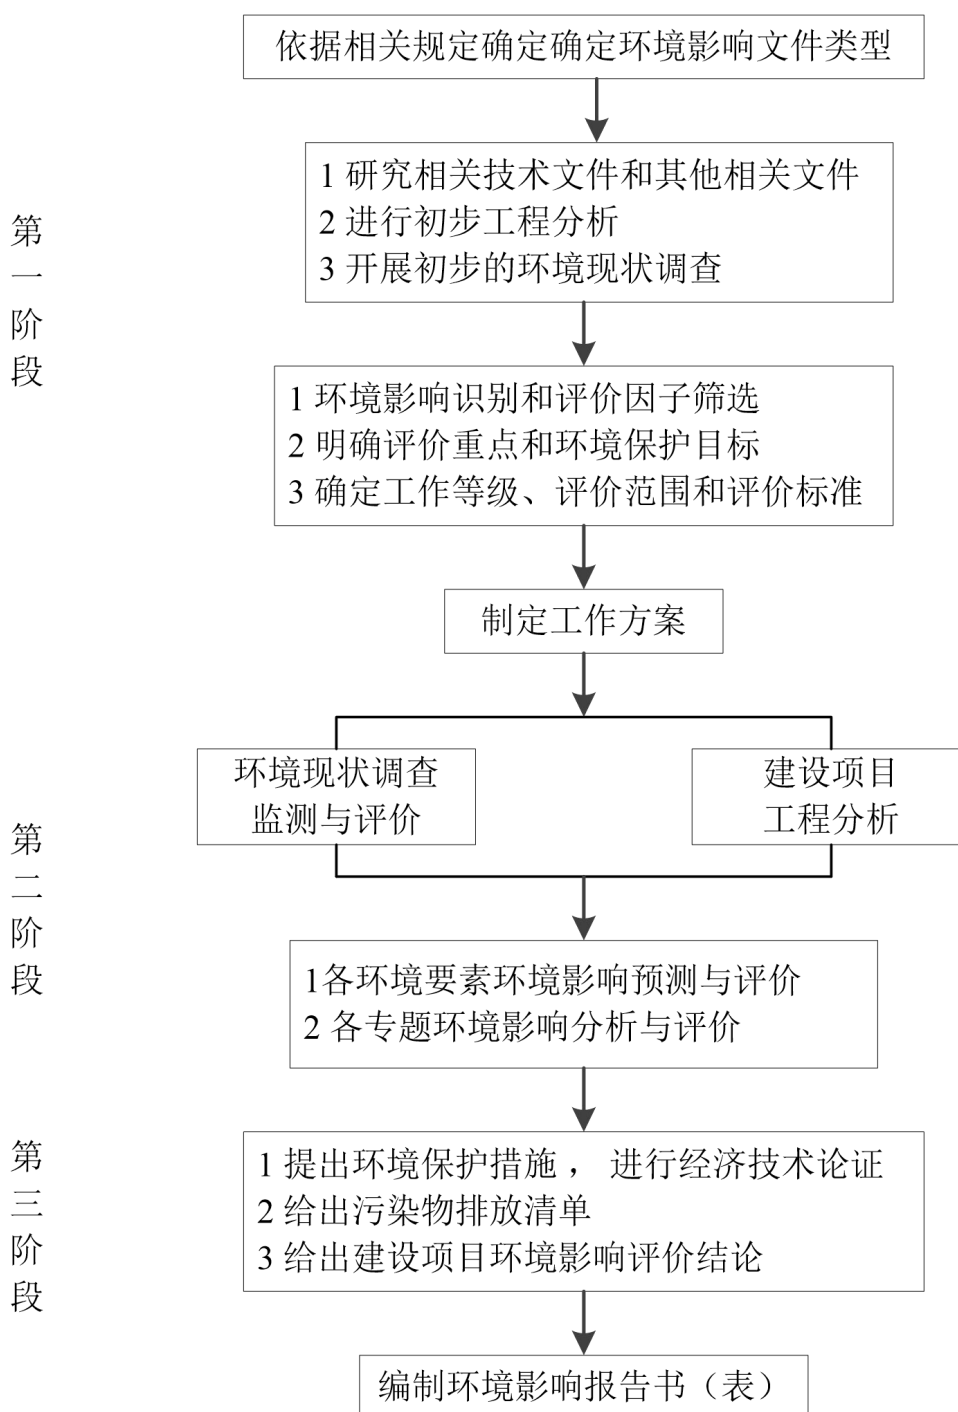 依据相关规定确定确定环境影响文件类型
1 研究相关技术文件和其他相关文件
2 进行初步工程分析
3 开展初步的环境现状调查
第一阶段
1 环境影响识别和评价因子筛选
2 明确评价重点和环境保护目标
3 确定工作等级、评价范围和评价标准
制定工作方案
环境现状调查
监测与评价
建设项目
工程分析
第二阶段
1各环境要素环境影响预测与评价
2 各专题环境影响分析与评价
第三阶段
1 提出环境保护措施 ， 进行经济技术论证
2 给出污染物排放清单
3 给出建设项目环境影响评价结论
编制环境影响报告书（表）